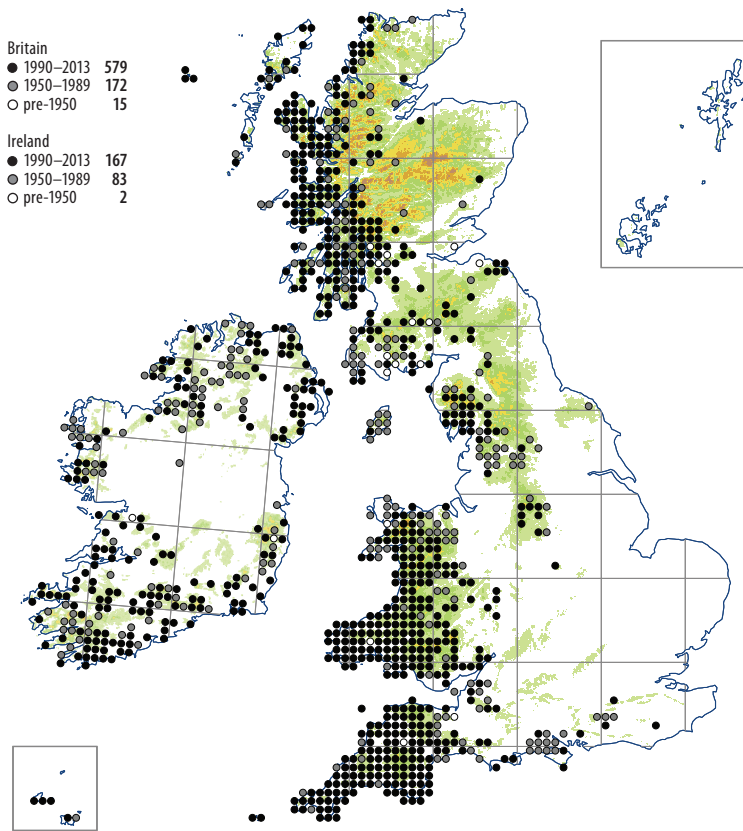 Britain
● 1990–2013 579
● 1950–1989 172
○ pre-1950 15
Ireland
● 1990–2013 167
● 1950–1989 83
○ pre-1950 2